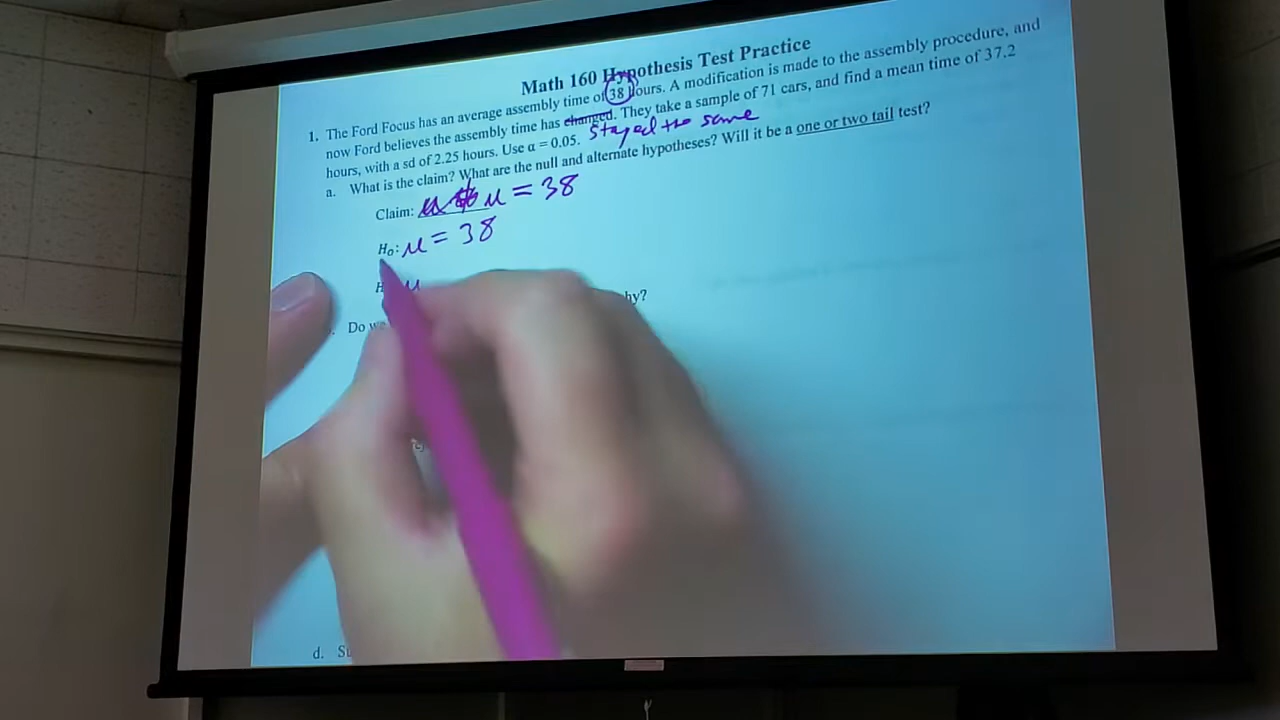 Math 160 Hypothesis Test Practice
1. The Ford Focus has an average assembly time of 38 hours. A modification is made to the assembly procedure, and
now Ford believes the assembly time has changed. They take a sample of 71 cars, and find a mean time of 37.2
stayed the same
hours, with a sd of 2.25 hours. Use α = 0.05.
a. What is the claim? What are the null and alternate hypotheses? Will it be a one or two tail test?
Claim: μ = 38
H₀: μ = 38
H μ
Do we hy?
d.